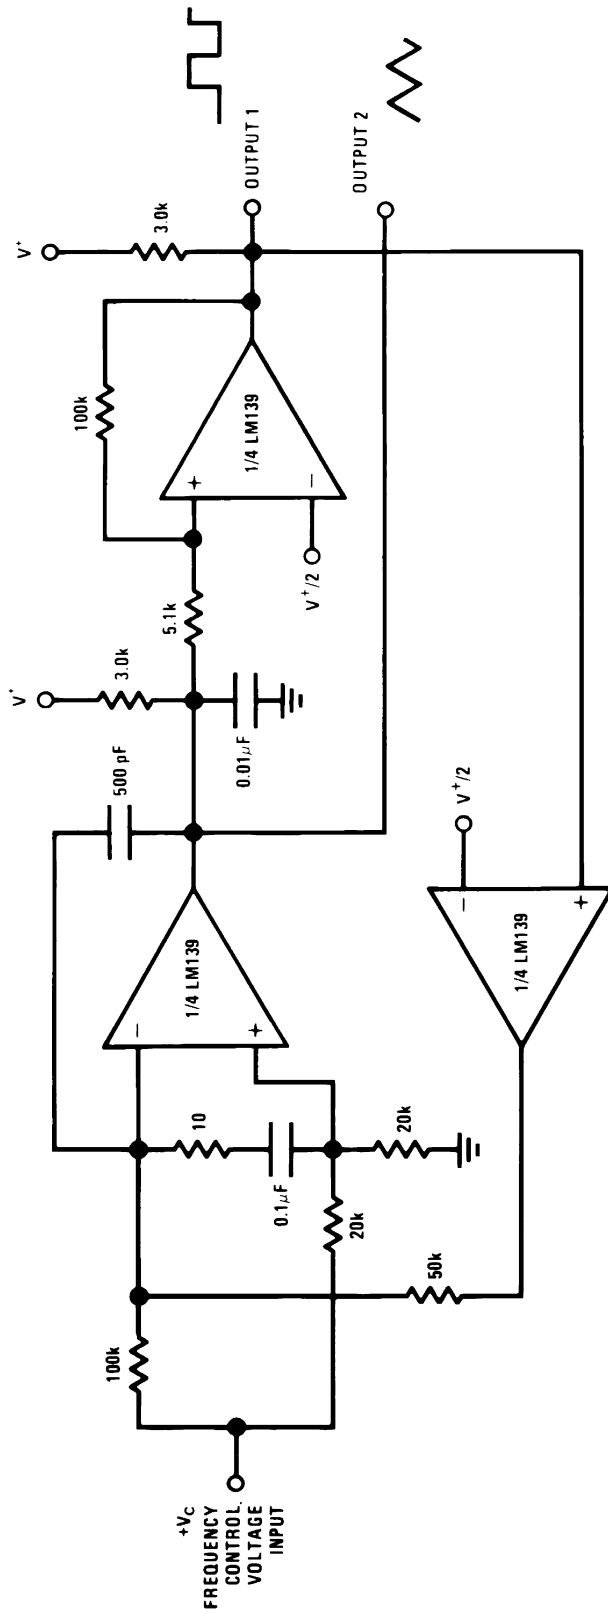 +VC
FREQUENCY
CONTROL.
VOLTAGE
INPUT
100k
20k
50k
0.1µF
10
20k
−
+
1/4 LM139
500 pF
V⁺
3.0k
0.01µF
5.1k
100k
+
−
1/4 LM139
V⁺/2
V⁺
3.0k
OUTPUT 1
OUTPUT 2
V⁺/2
−
+
1/4 LM139